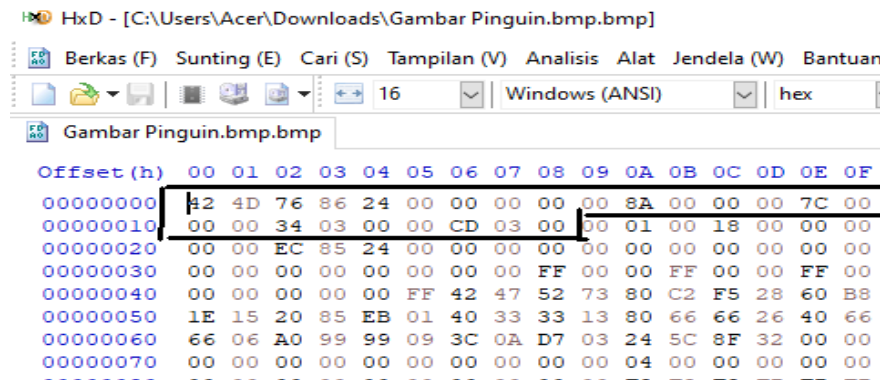 HxD - [C:\Users\Acer\Downloads\Gambar Pinguin.bmp.bmp]
Berkas (F) Sunting (E) Cari (S) Tampilan (V) Analisis Alat Jendela (W) Bantuan
16 Windows (ANSI) hex
Gambar Pinguin.bmp.bmp
Offset(h) 00 01 02 03 04 05 06 07 08 09 0A 0B 0C 0D 0E 0F
00000000 42 4D 76 86 24 00 00 00 00 00 8A 00 00 00 7C 00
00000010 00 00 34 03 00 00 CD 03 00 00 01 00 18 00 00 00
00000020 00 00 EC 85 24 00 00 00 00 00 00 00 00 00 00 00
00000030 00 00 00 00 00 00 00 00 FF 00 00 FF 00 00 FF 00
00000040 00 00 00 00 00 FF 42 47 52 73 80 C2 F5 28 60 B8
00000050 1E 15 20 85 EB 01 40 33 33 13 80 66 66 26 40 66
00000060 66 06 A0 99 99 09 3C 0A D7 03 24 5C 8F 32 00 00
00000070 00 00 00 00 00 00 00 00 00 00 04 00 00 00 00 00